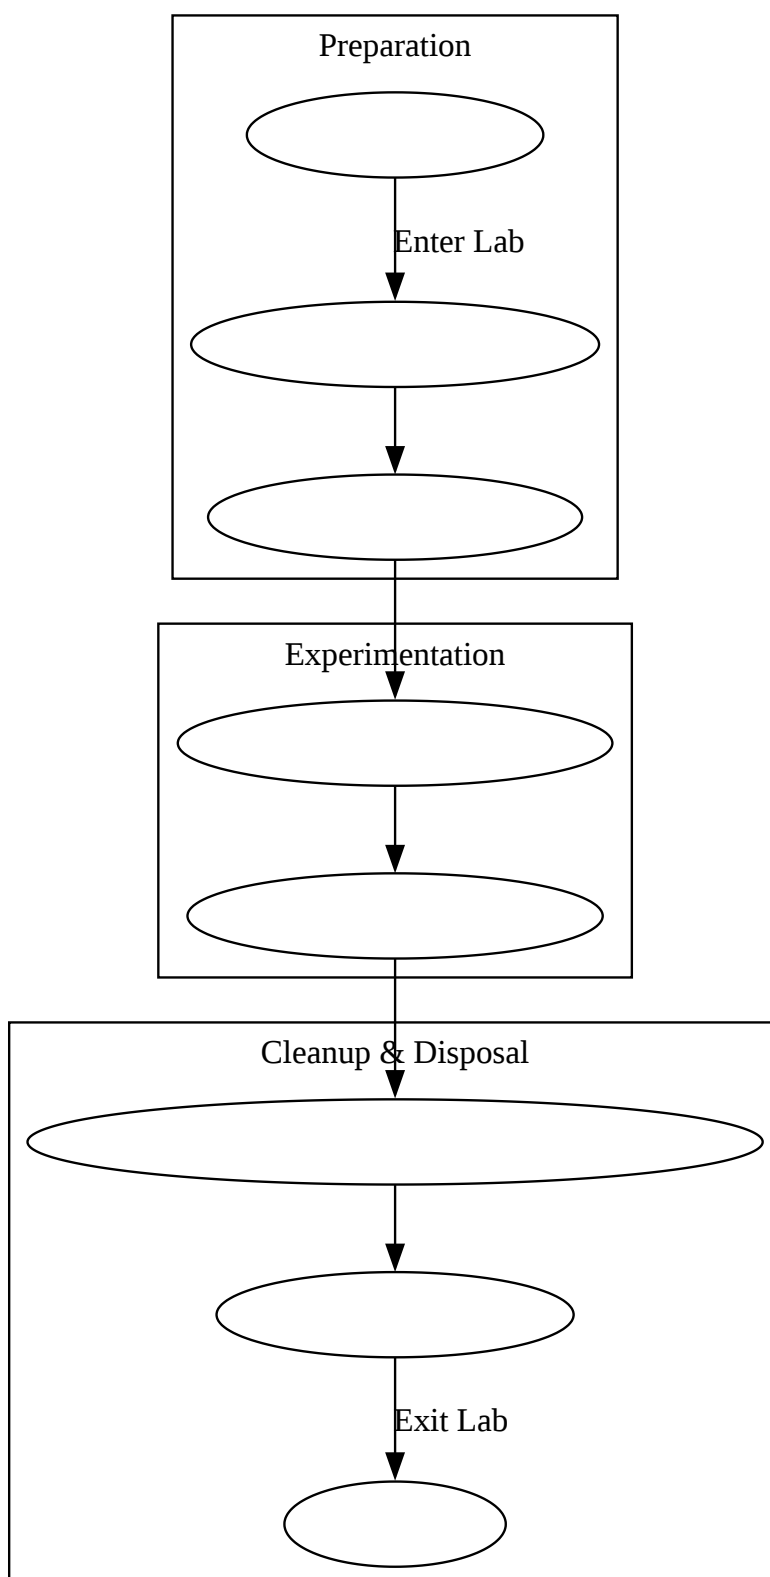 Preparation
Enter Lab
Experimentation
Cleanup & Disposal
Exit Lab